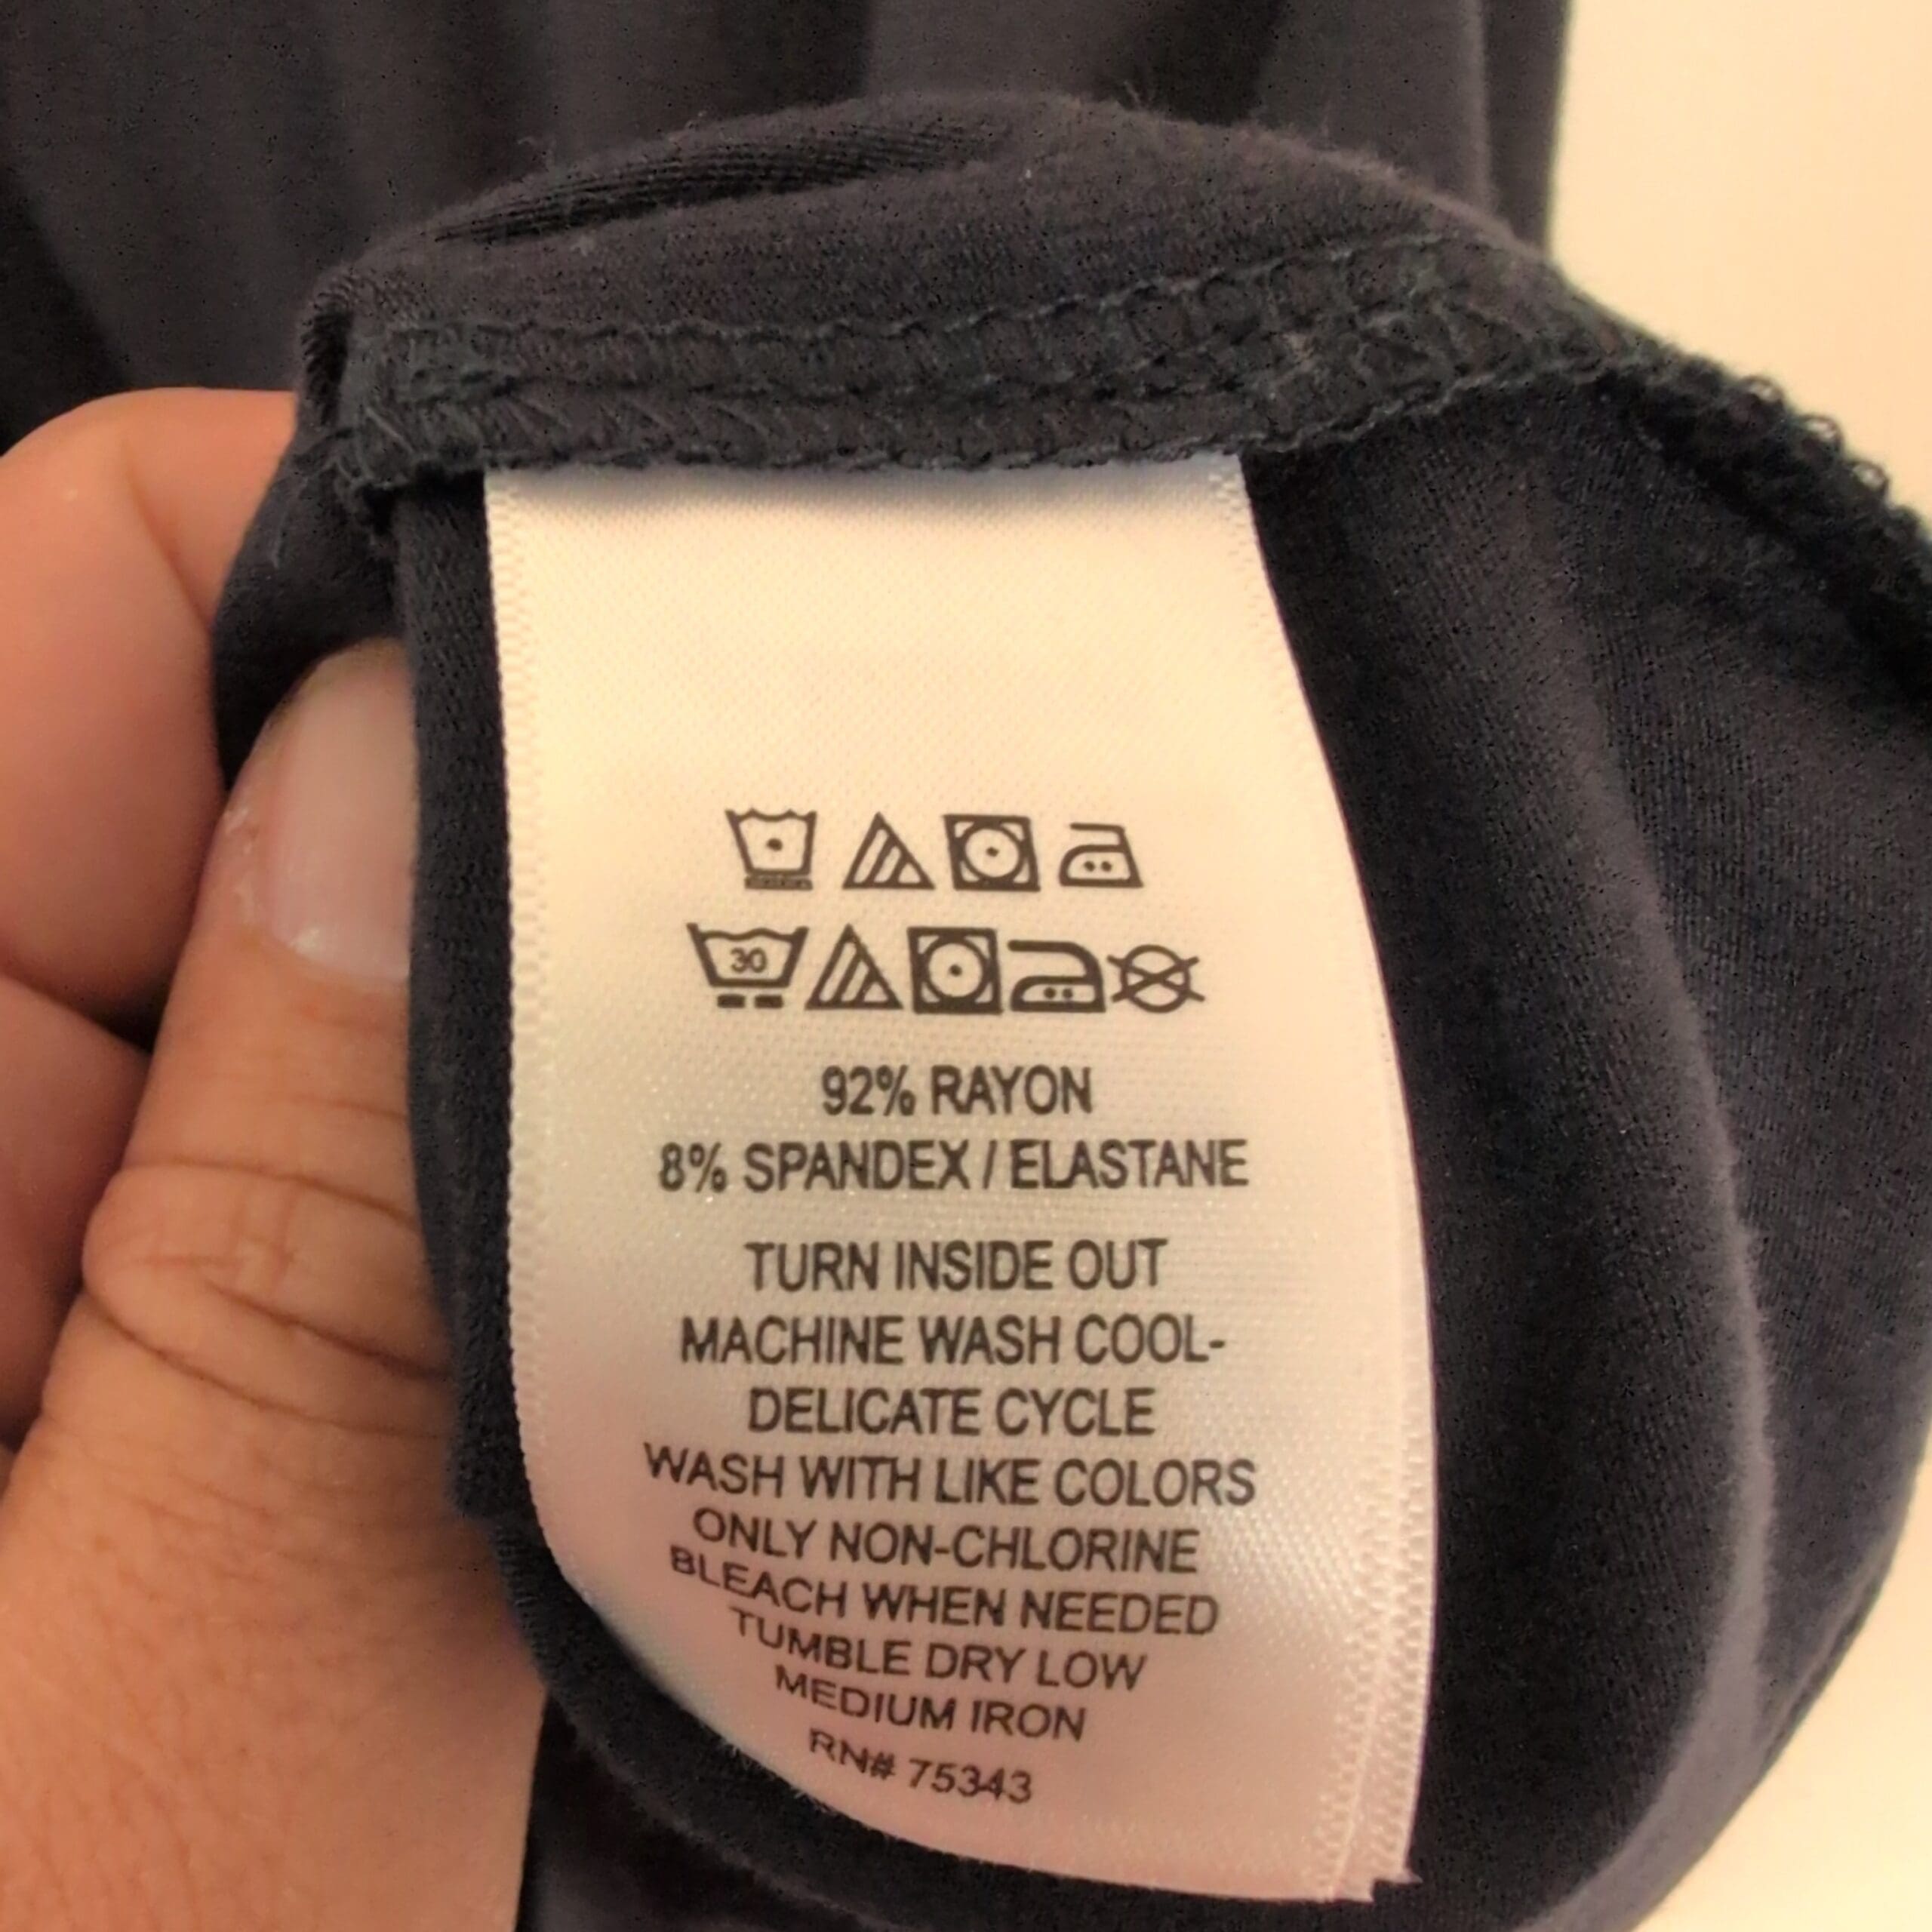 30
92% RAYON
8% SPANDEX / ELASTANE
TURN INSIDE OUT
MACHINE WASH COOL-
DELICATE CYCLE
WASH WITH LIKE COLORS
ONLY NON-CHLORINE
BLEACH WHEN NEEDED
TUMBLE DRY LOW
MEDIUM IRON
RN# 75343